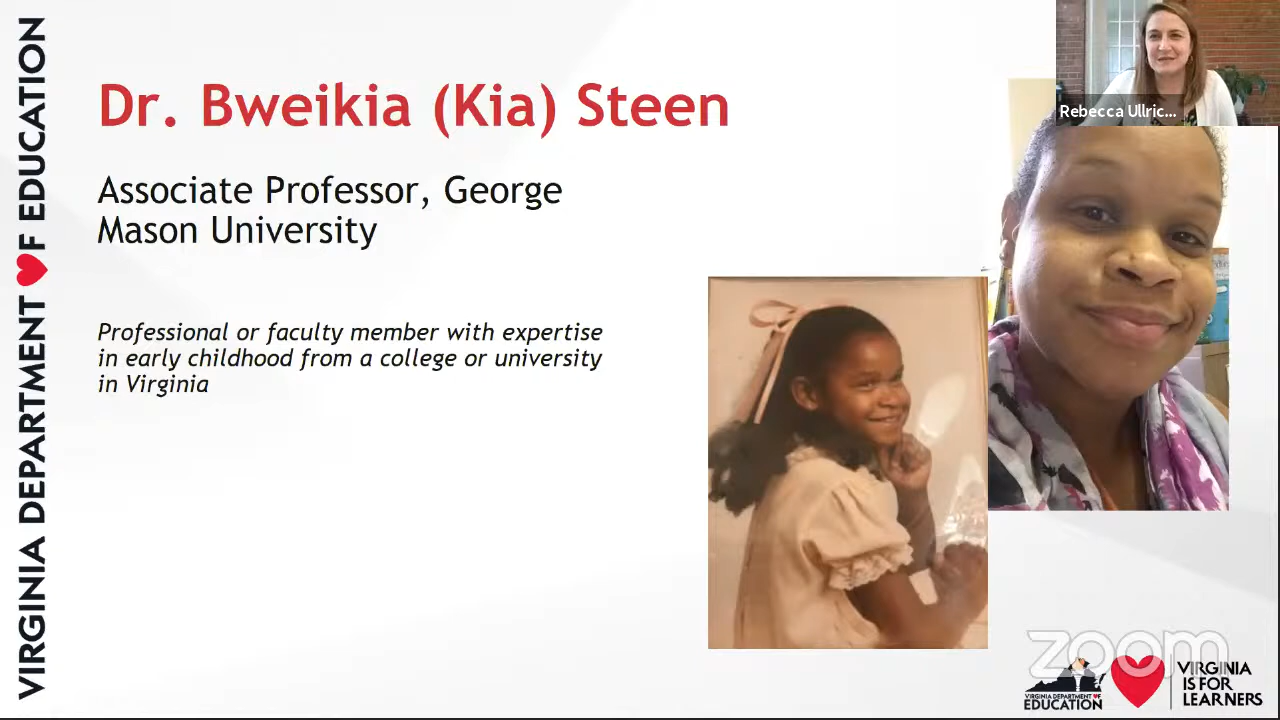 VIRGINIA DEPARTMENT OF EDUCATION
Dr. Bweikia (Kia) Steen
Associate Professor, George
Mason University
Professional or faculty member with expertise
in early childhood from a college or university
in Virginia
Rebecca Ullric...
zoom
VIRGINIA DEPARTMENT OF
EDUCATION
VIRGINIA
IS FOR
LEARNERS